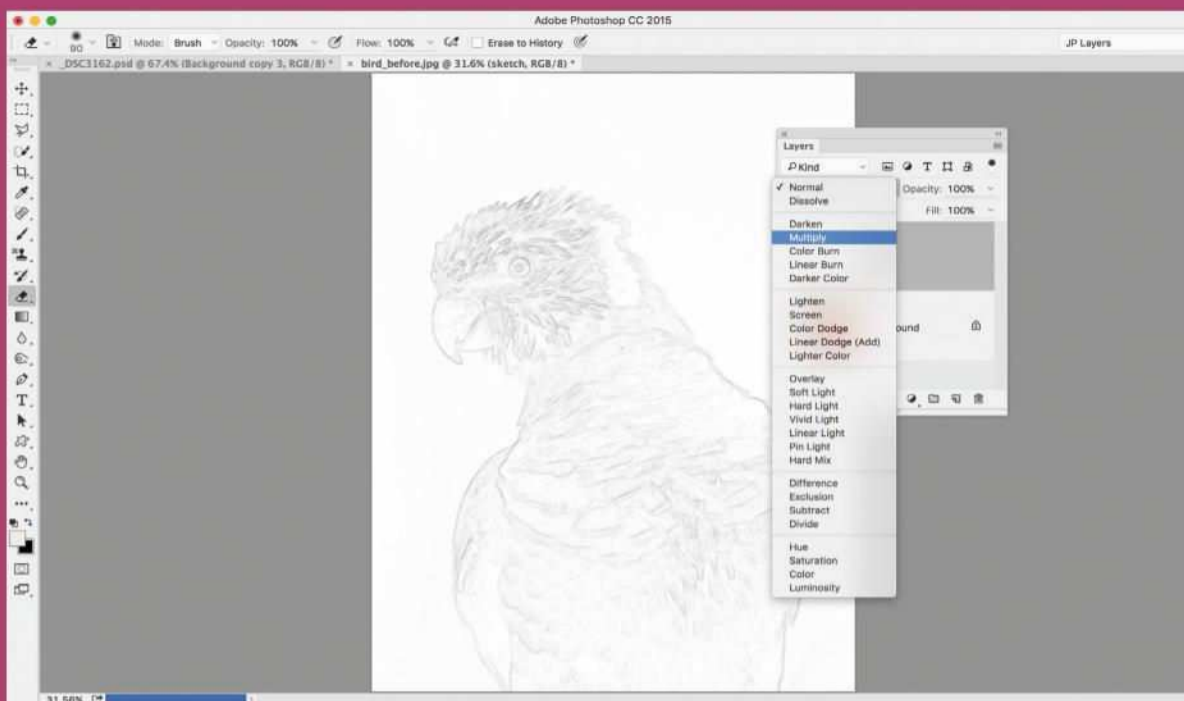 Adobe Photoshop CC 2015
90 Mode: Brush Opacity: 100% Flow: 100% Erase to History JP Layers
× _DSC3162.psd @ 67.4% (Background copy 3, RGB/8) * × bird_before.jpg @ 31.6% (sketch, RGB/8) *
Layers
Kind T
✓ Normal Opacity: 100%
Dissolve
Fill: 100%
Darken
Multiply
Color Burn
Linear Burn
Darker Color
Lighten
Screen
Color Dodge ound
Linear Dodge (Add)
Lighter Color
Overlay
Soft Light
Hard Light
Vivid Light
Linear Light
Pin Light
Hard Mix
Difference
Exclusion
Subtract
Divide
Hue
Saturation
Color
Luminosity
T
31.56%